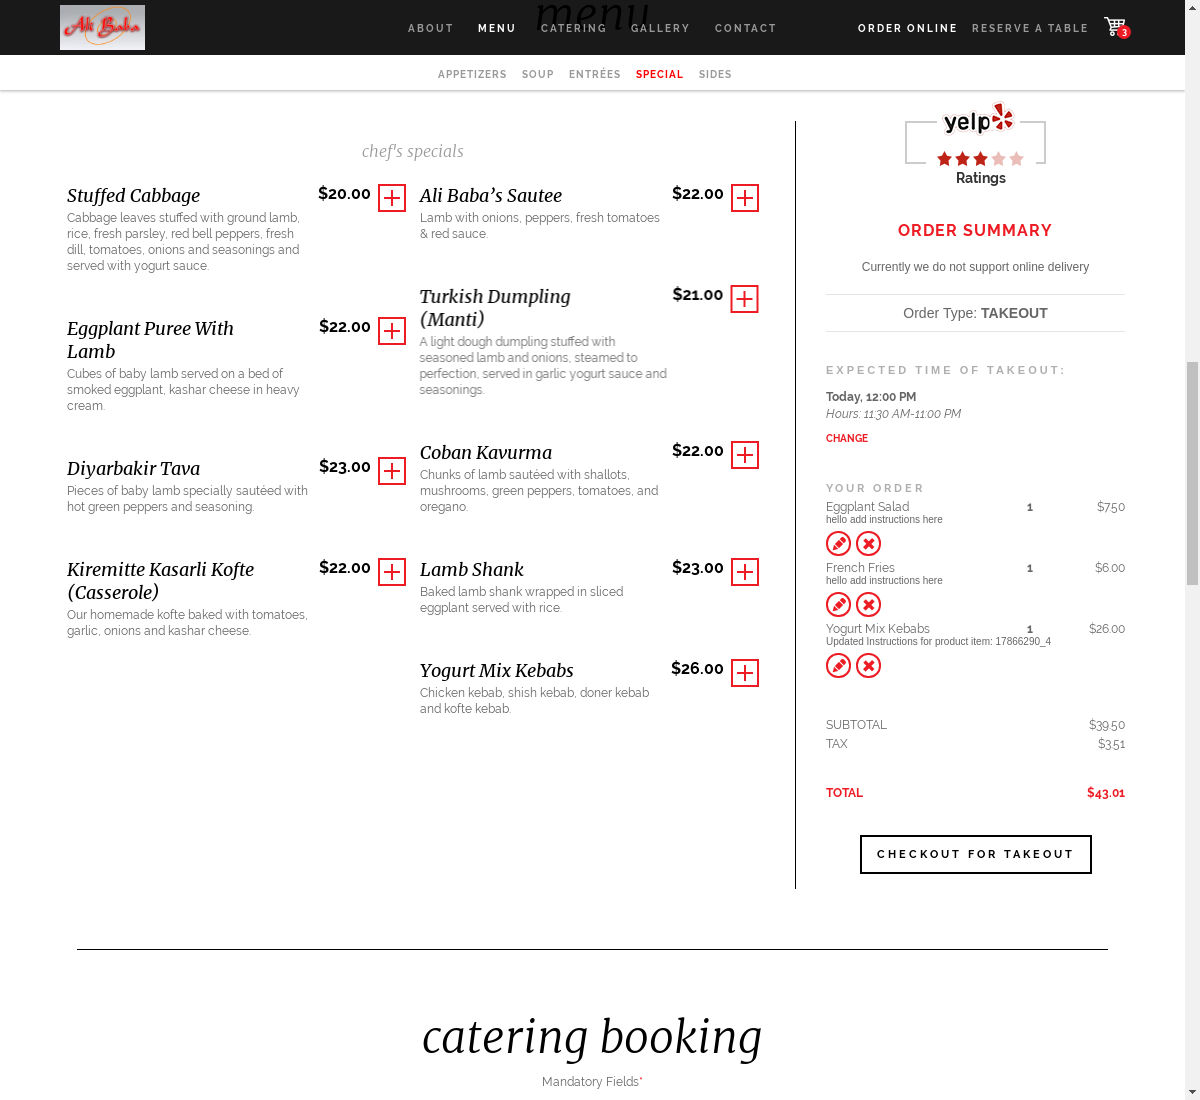 menu
Ali Baba
ABOUT MENU CATERING GALLERY CONTACT ORDER ONLINE RESERVE A TABLE 3
APPETIZERS SOUP ENTRÉES SPECIAL SIDES
chef's specials
Stuffed Cabbage $20.00
Cabbage leaves stuffed with ground lamb,
rice, fresh parsley, red bell peppers, fresh
dill, tomatoes, onions and seasonings and
served with yogurt sauce.
Eggplant Puree With
Lamb
$22.00
Cubes of baby lamb served on a bed of
smoked eggplant, kashar cheese in heavy
cream.
Diyarbakir Tava $23.00
Pieces of baby lamb specially sautéed with
hot green peppers and seasoning.
Kiremitte Kasarli Kofte
(Casserole)
$22.00
Our homemade kofte baked with tomatoes,
garlic, onions and kashar cheese.
Ali Baba’s Sautee $22.00
Lamb with onions, peppers, fresh tomatoes
& red sauce.
Turkish Dumpling
(Manti)
$21.00
A light dough dumpling stuffed with
seasoned lamb and onions, steamed to
perfection, served in garlic yogurt sauce and
seasonings.
Coban Kavurma $22.00
Chunks of lamb sautéed with shallots,
mushrooms, green peppers, tomatoes, and
oregano.
Lamb Shank $23.00
Baked lamb shank wrapped in sliced
eggplant served with rice.
Yogurt Mix Kebabs $26.00
Chicken kebab, shish kebab, doner kebab
and kofte kebab.
yelp
Ratings
ORDER SUMMARY
Currently we do not support online delivery
Order Type: TAKEOUT
EXPECTED TIME OF TAKEOUT:
Today, 12:00 PM
Hours: 11:30 AM-11:00 PM
CHANGE
YOUR ORDER
Eggplant Salad 1 $7.50
hello add instructions here
French Fries 1 $6.00
hello add instructions here
Yogurt Mix Kebabs 1 $26.00
Updated Instructions for product item: 17866290_4
SUBTOTAL $39.50
TAX $3.51
TOTAL $43.01
CHECKOUT FOR TAKEOUT
catering booking
Mandatory Fields*